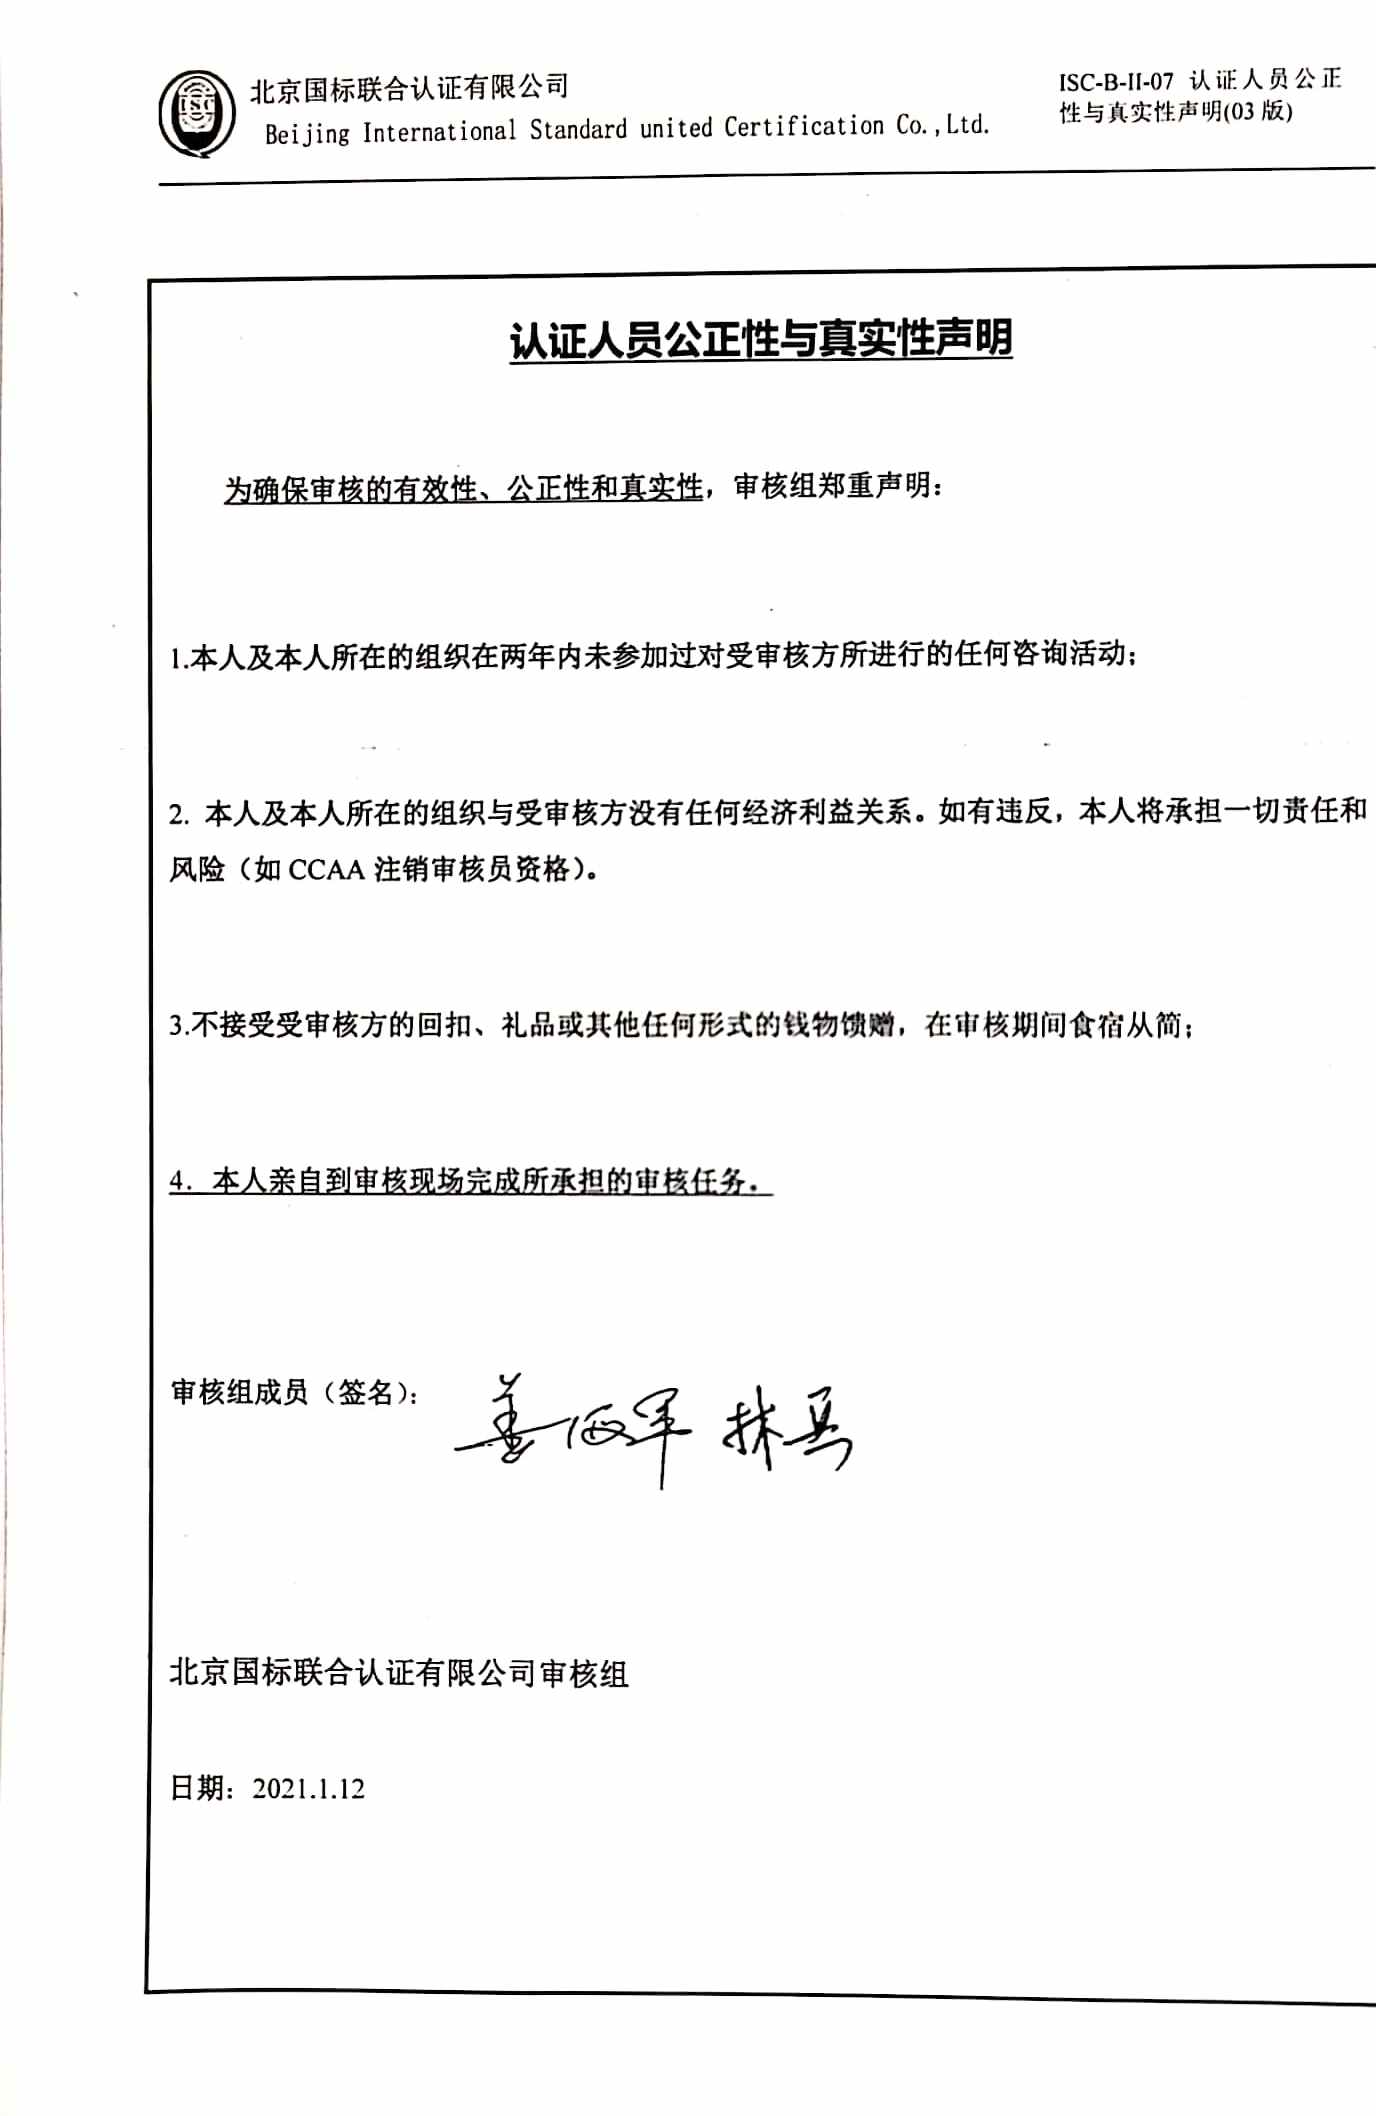 ISC
北京国标联合认证有限公司
Beijing International Standard united Certification Co.,Ltd.
ISC-B-II-07 认证人员公正
性与真实性声明(03 版)
认证人员公正性与真实性声明
为确保审核的有效性、公正性和真实性，审核组郑重声明：
1.本人及本人所在的组织在两年内未参加过对受审核方所进行的任何咨询活动；
2. 本人及本人所在的组织与受审核方没有任何经济利益关系。如有违反，本人将承担一切责任和
风险（如 CCAA 注销审核员资格）。
3.不接受受审核方的回扣、礼品或其他任何形式的钱物馈赠，在审核期间食宿从简；
4．本人亲自到审核现场完成所承担的审核任务。
审核组成员（签名）：
北京国标联合认证有限公司审核组
日期：2021.1.12